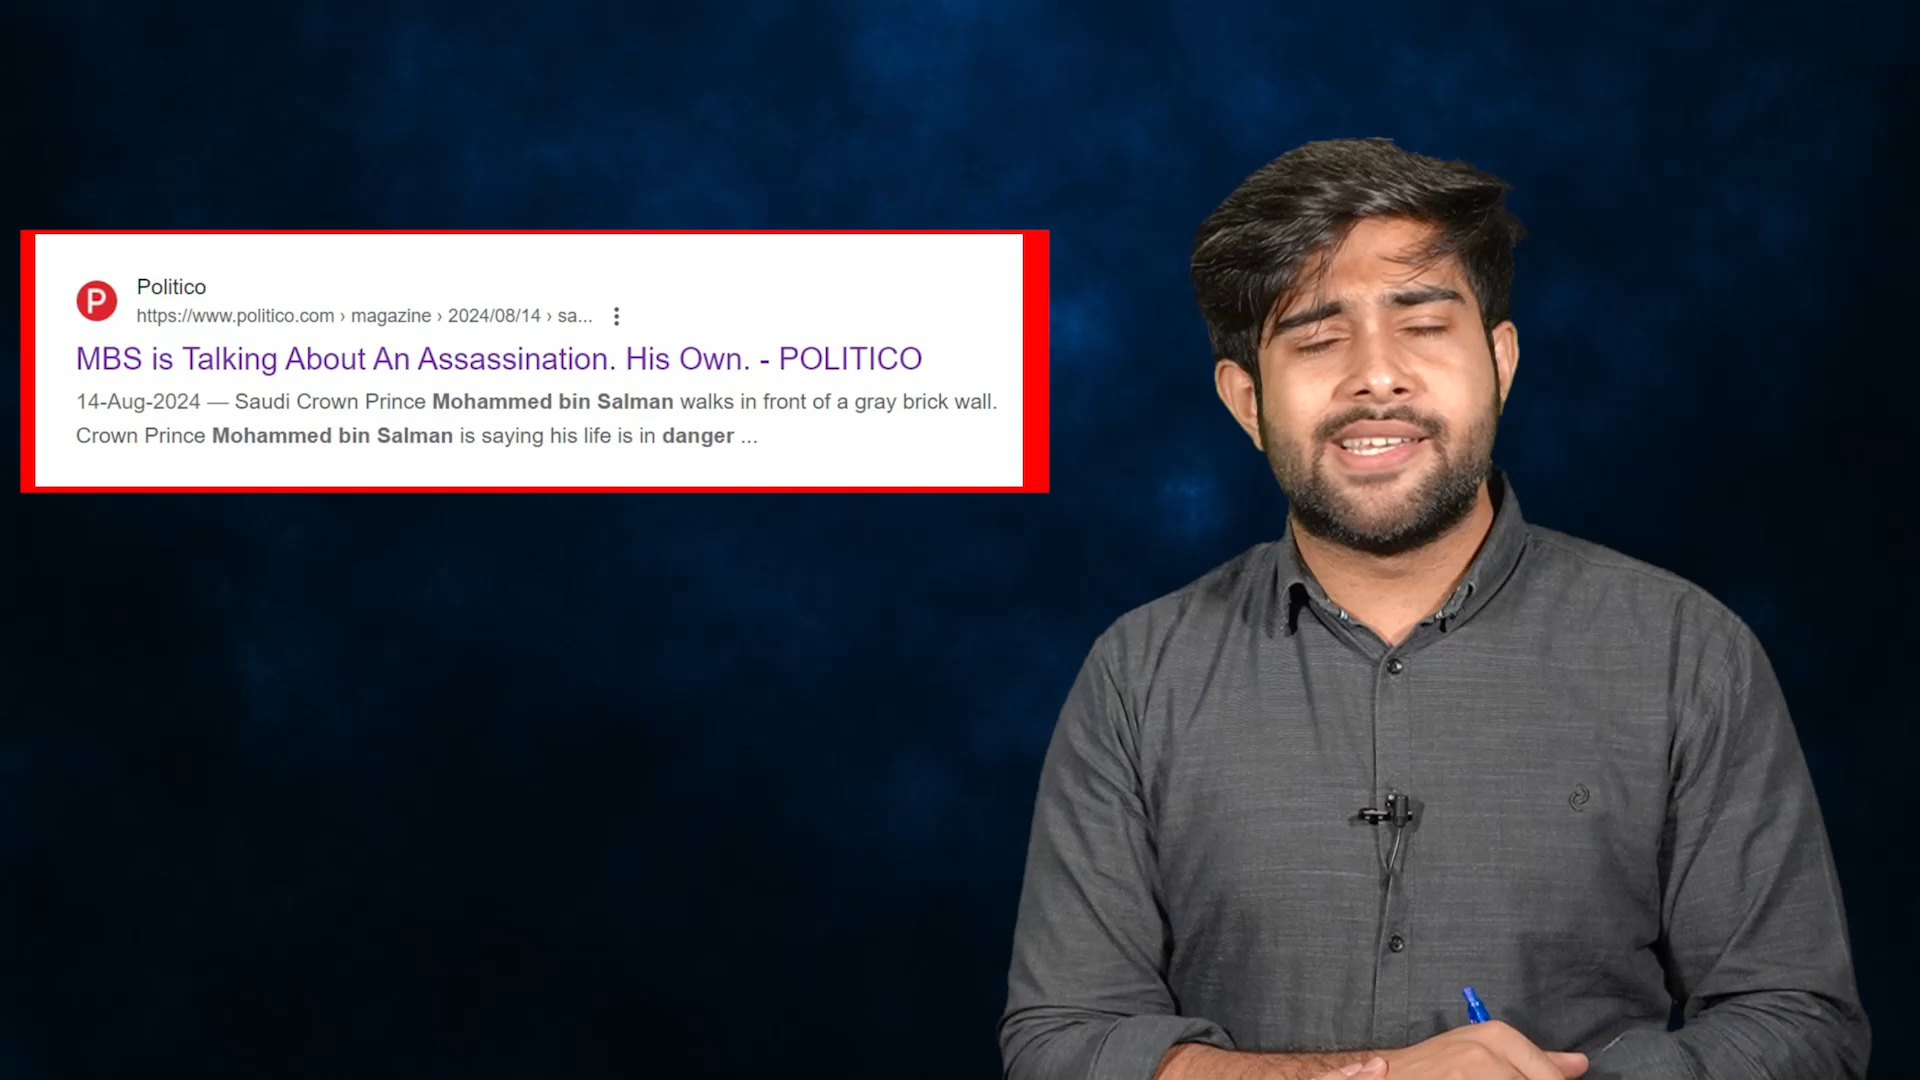 P
Politico
https://www.politico.com › magazine › 2024/08/14 › sa...
MBS is Talking About An Assassination. His Own. - POLITICO
14-Aug-2024 — Saudi Crown Prince Mohammed bin Salman walks in front of a gray brick wall.
Crown Prince Mohammed bin Salman is saying his life is in danger ...